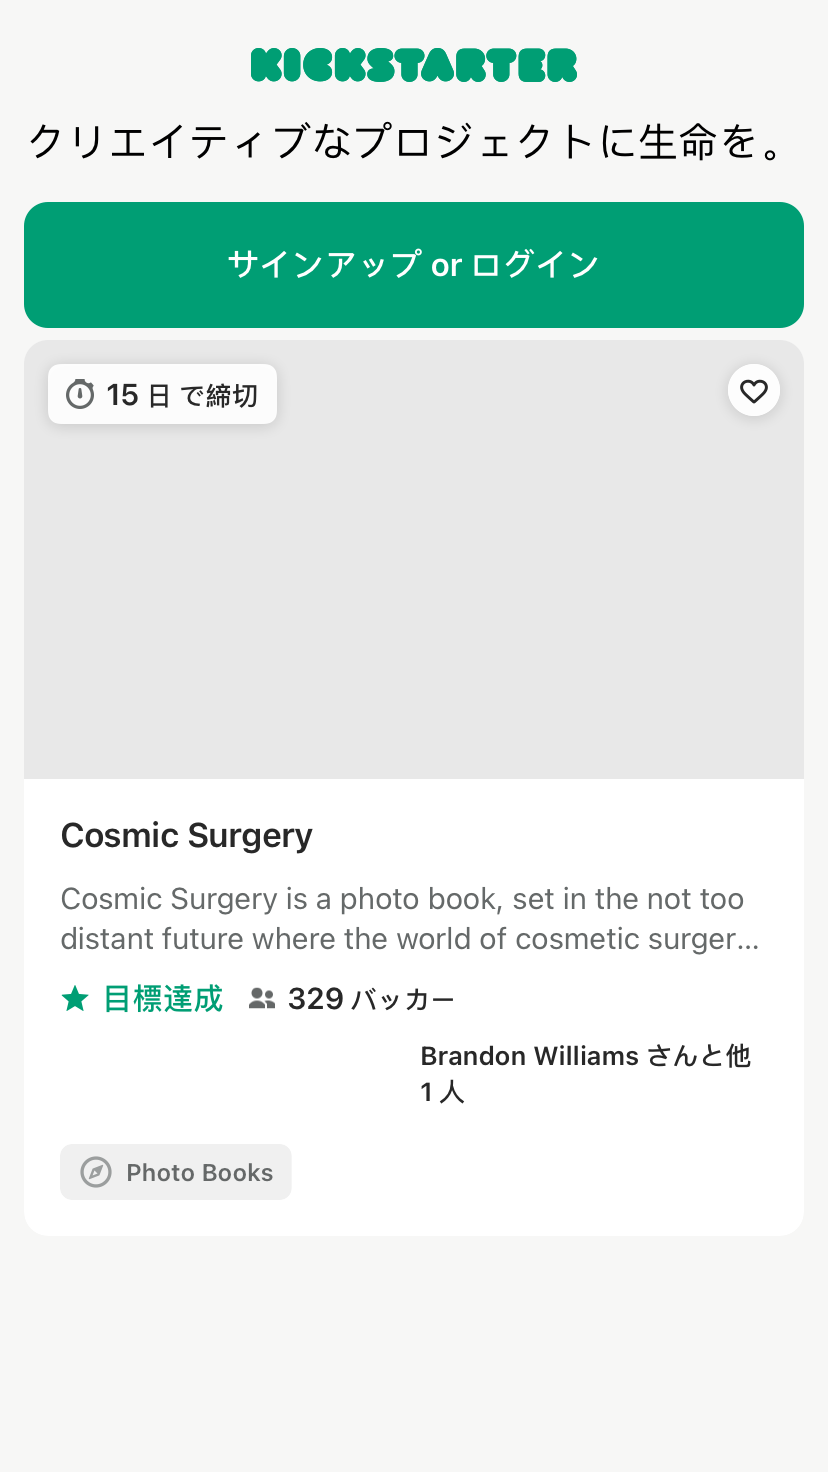 KICKSTARTER
クリエイティブなプロジェクトに生命を。
サインアップ or ログイン
15 日 で締切
Cosmic Surgery
Cosmic Surgery is a photo book, set in the not too
distant future where the world of cosmetic surger...
目標達成 329 バッカー
Brandon Williams さんと他
1 人
Photo Books